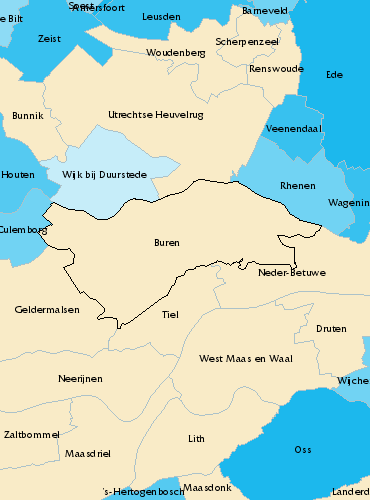 Soest
Amersfoort
Leusden
Barneveld
e Bilt
Zeist
Scherpenzeel
Woudenberg
Renswoude
Ede
Bunnik
Utrechtse Heuvelrug
Veenendaal
Houten
Wijk bij Duurstede
Rhenen
Wagenin
Culemborg
Buren
Neder-Betuwe
Geldermalsen
Tiel
Druten
West Maas en Waal
Neerijnen
Wijche
Zaltbommel
Lith
Maasdriel
Oss
's-Hertogenbosch
Maasdonk
Landerd